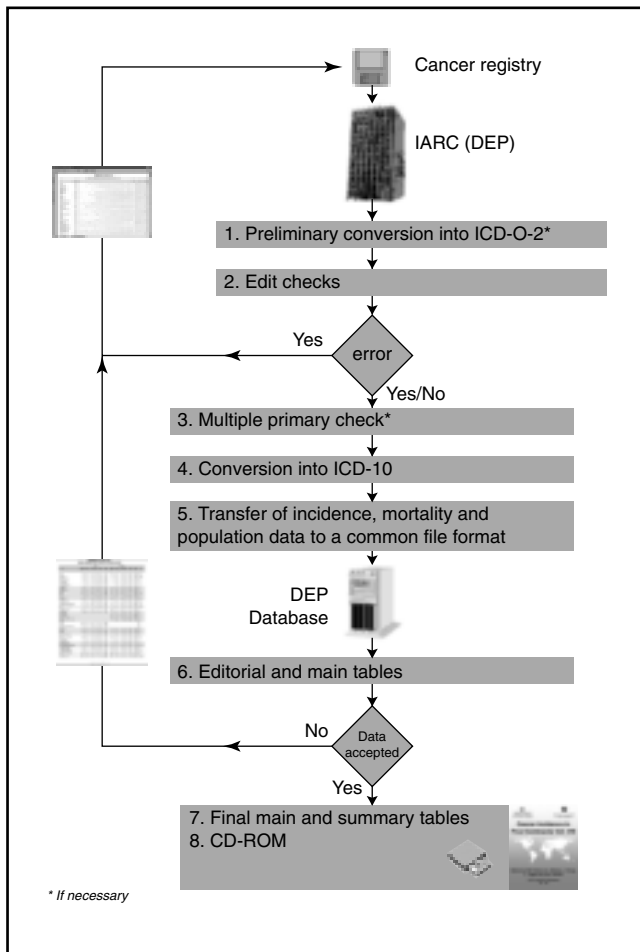 Cancer registry
IARC (DEP)
1. Preliminary conversion into ICD-O-2*
2. Edit checks
Yes
error
Yes/No
3. Multiple primary check*
4. Conversion into ICD-10
5. Transfer of incidence, mortality and
population data to a common file format
DEP
Database
6. Editorial and main tables
No
Data
accepted
Yes
7. Final main and summary tables
8. CD-ROM
* If necessary